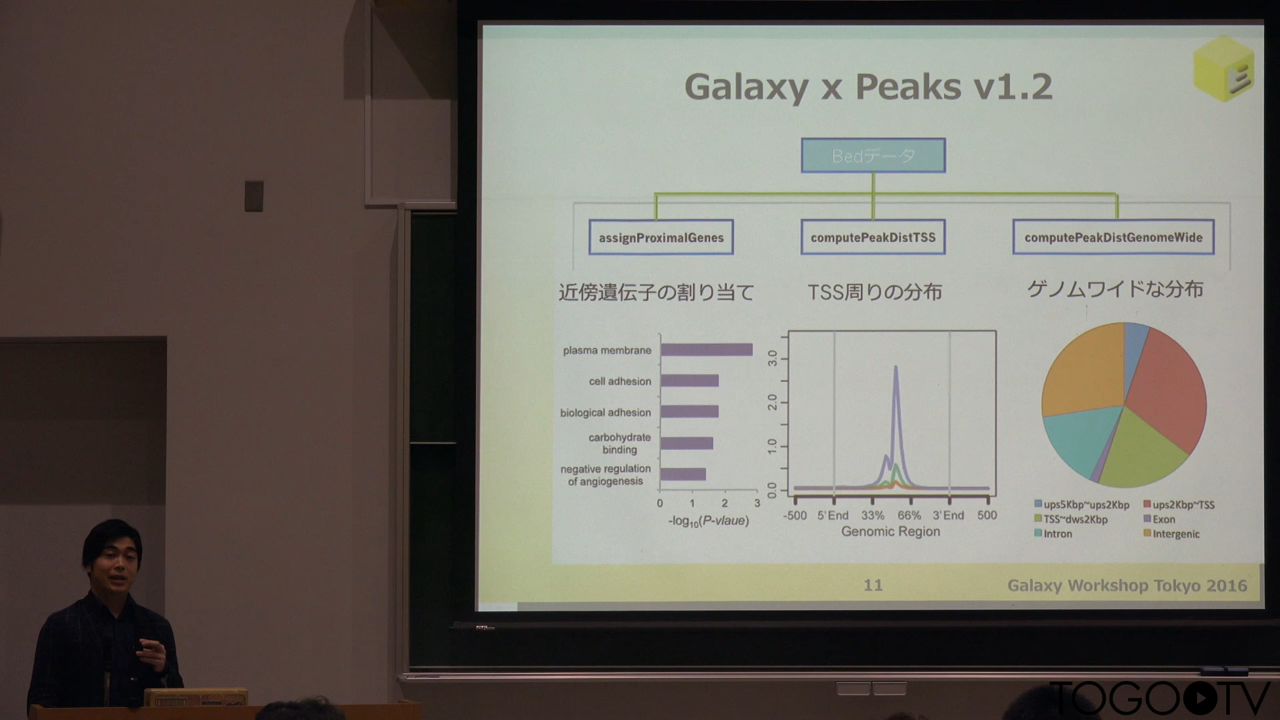 Galaxy x Peaks v1.2
Bedデータ
assignProximalGenes
computePeakDistTSS
computePeakDistGenomeWide
近傍遺伝子の割り当て
TSS周りの分布
ゲノムワイドな分布
plasma membrane
cell adhesion
biological adhesion
carbohydrate
binding
negative regulation
of angiogenesis
0 1 2 3
-log10(P-vlaue)
3.0
2.0
1.0
0.0
-500 5'End 33% 66% 3'End 500
Genomic Region
ups5Kbp~ups2Kbp
ups2Kbp~TSS
TSS~dws2Kbp
Exon
Intron
Intergenic
11
Galaxy Workshop Tokyo 2016
TOGOTV